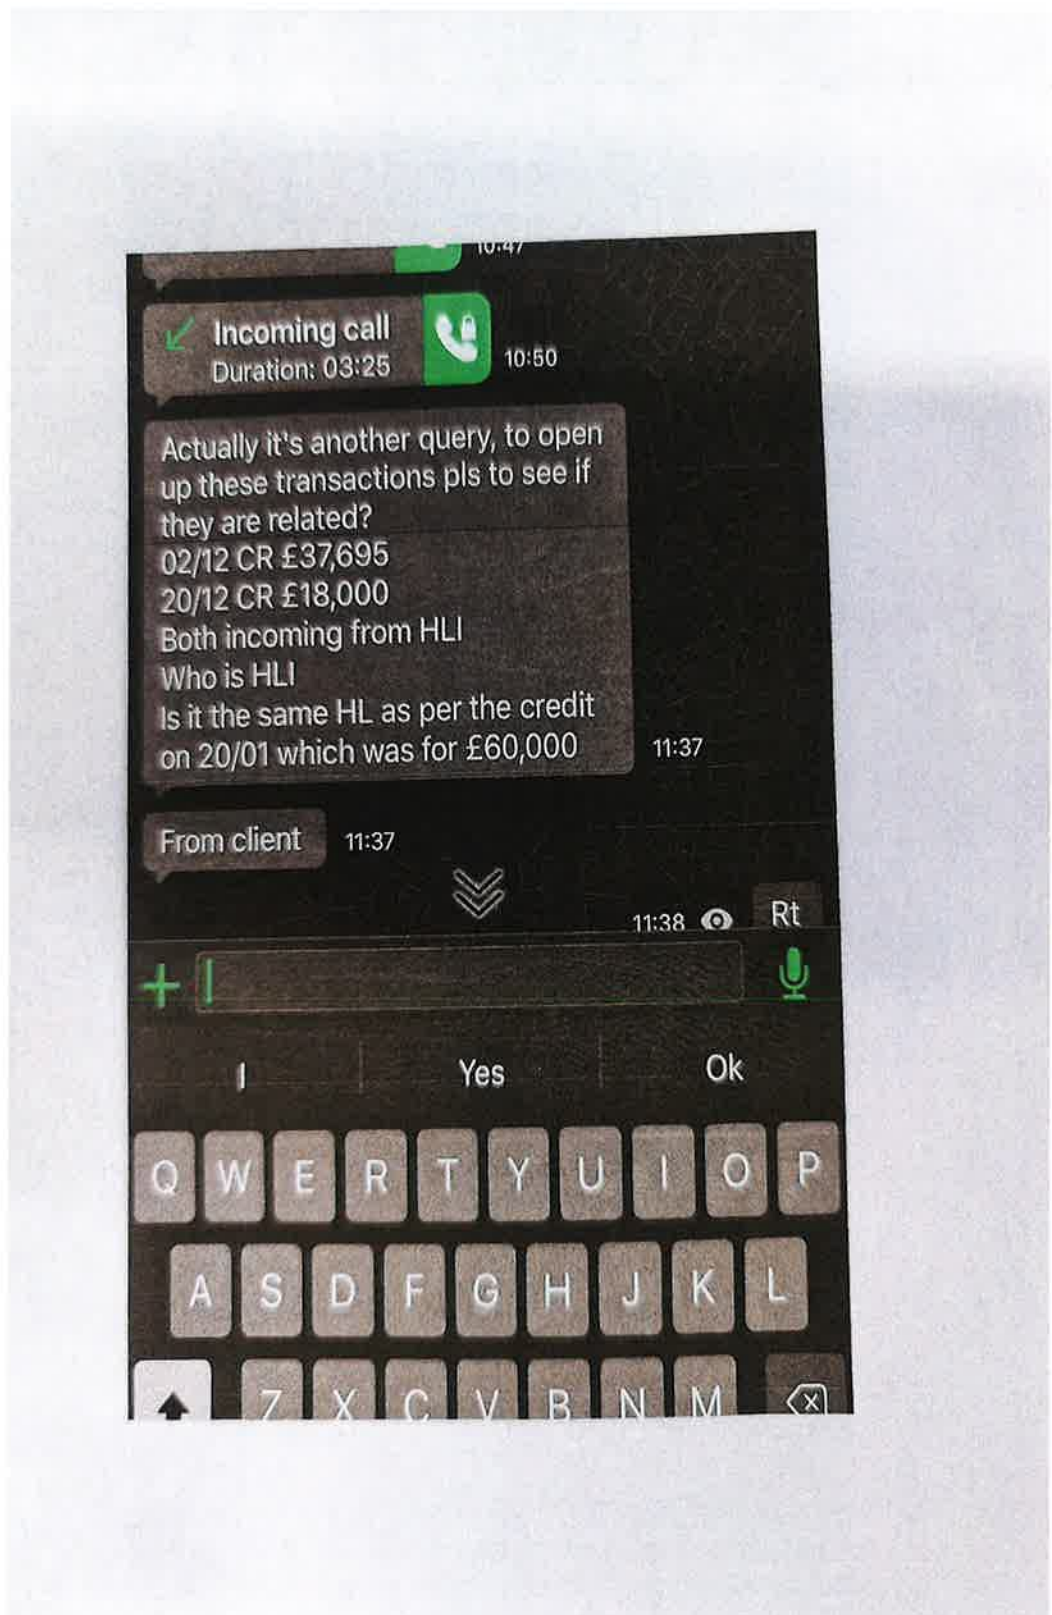 10:47
Incoming call
Duration: 03:25
10:50
Actually it's another query, to open
up these transactions pls to see if
they are related?
02/12 CR £37,695
20/12 CR £18,000
Both incoming from HLI
Who is HLI
Is it the same HL as per the credit
on 20/01 which was for £60,000
11:37
From client
11:37
11:38
Rt
I
Yes
Ok
Q W E R T Y U I O P
A S D F G H J K L
Z X C V B N M